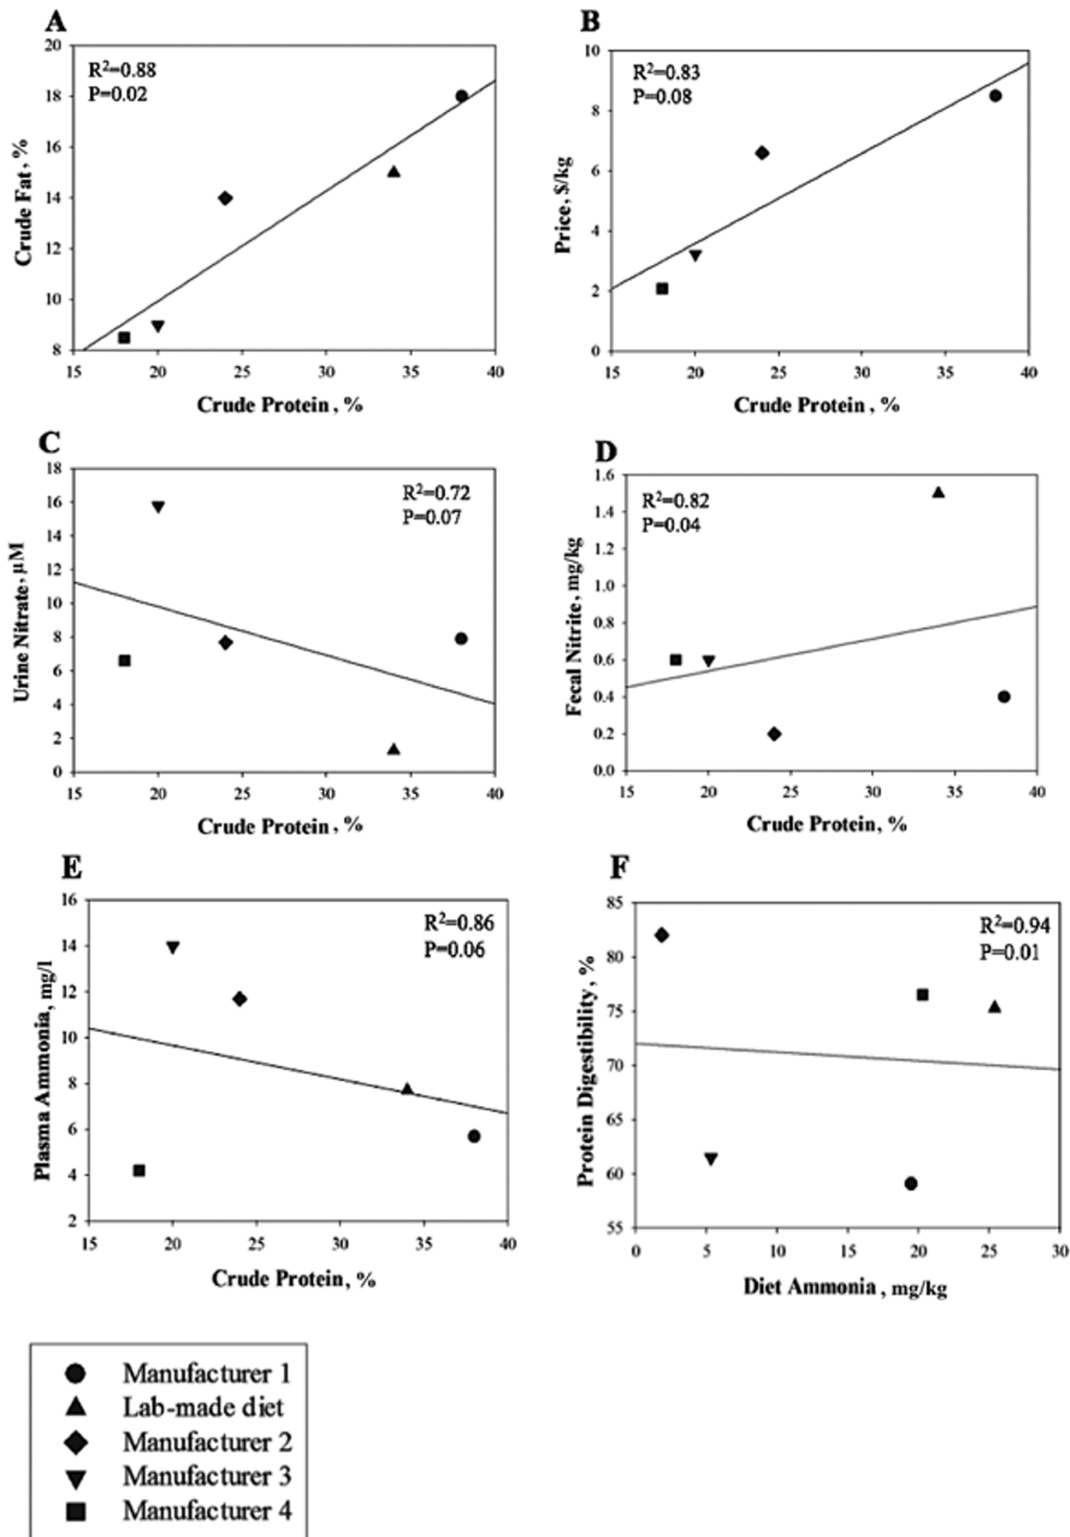 A
R²=0.88
P=0.02
20
18
16
14
12
10
8
Crude Fat, %
15 20 25 30 35 40
Crude Protein, %
B
R²=0.83
P=0.08
10
8
6
4
2
0
Price, $/kg
15 20 25 30 35 40
Crude Protein, %
C
R²=0.72
P=0.07
18
16
14
12
10
8
6
4
2
0
Urine Nitrate, µM
15 20 25 30 35 40
Crude Protein, %
D
R²=0.82
P=0.04
1.6
1.4
1.2
1.0
0.8
0.6
0.4
0.2
0.0
Fecal Nitrite, mg/kg
15 20 25 30 35 40
Crude Protein, %
E
R²=0.86
P=0.06
16
14
12
10
8
6
4
2
Plasma Ammonia, mg/l
15 20 25 30 35 40
Crude Protein, %
F
R²=0.94
P=0.01
85
80
75
70
65
60
55
Protein Digestibility, %
0 5 10 15 20 25 30
Diet Ammonia, mg/kg
Manufacturer 1
Lab-made diet
Manufacturer 2
Manufacturer 3
Manufacturer 4